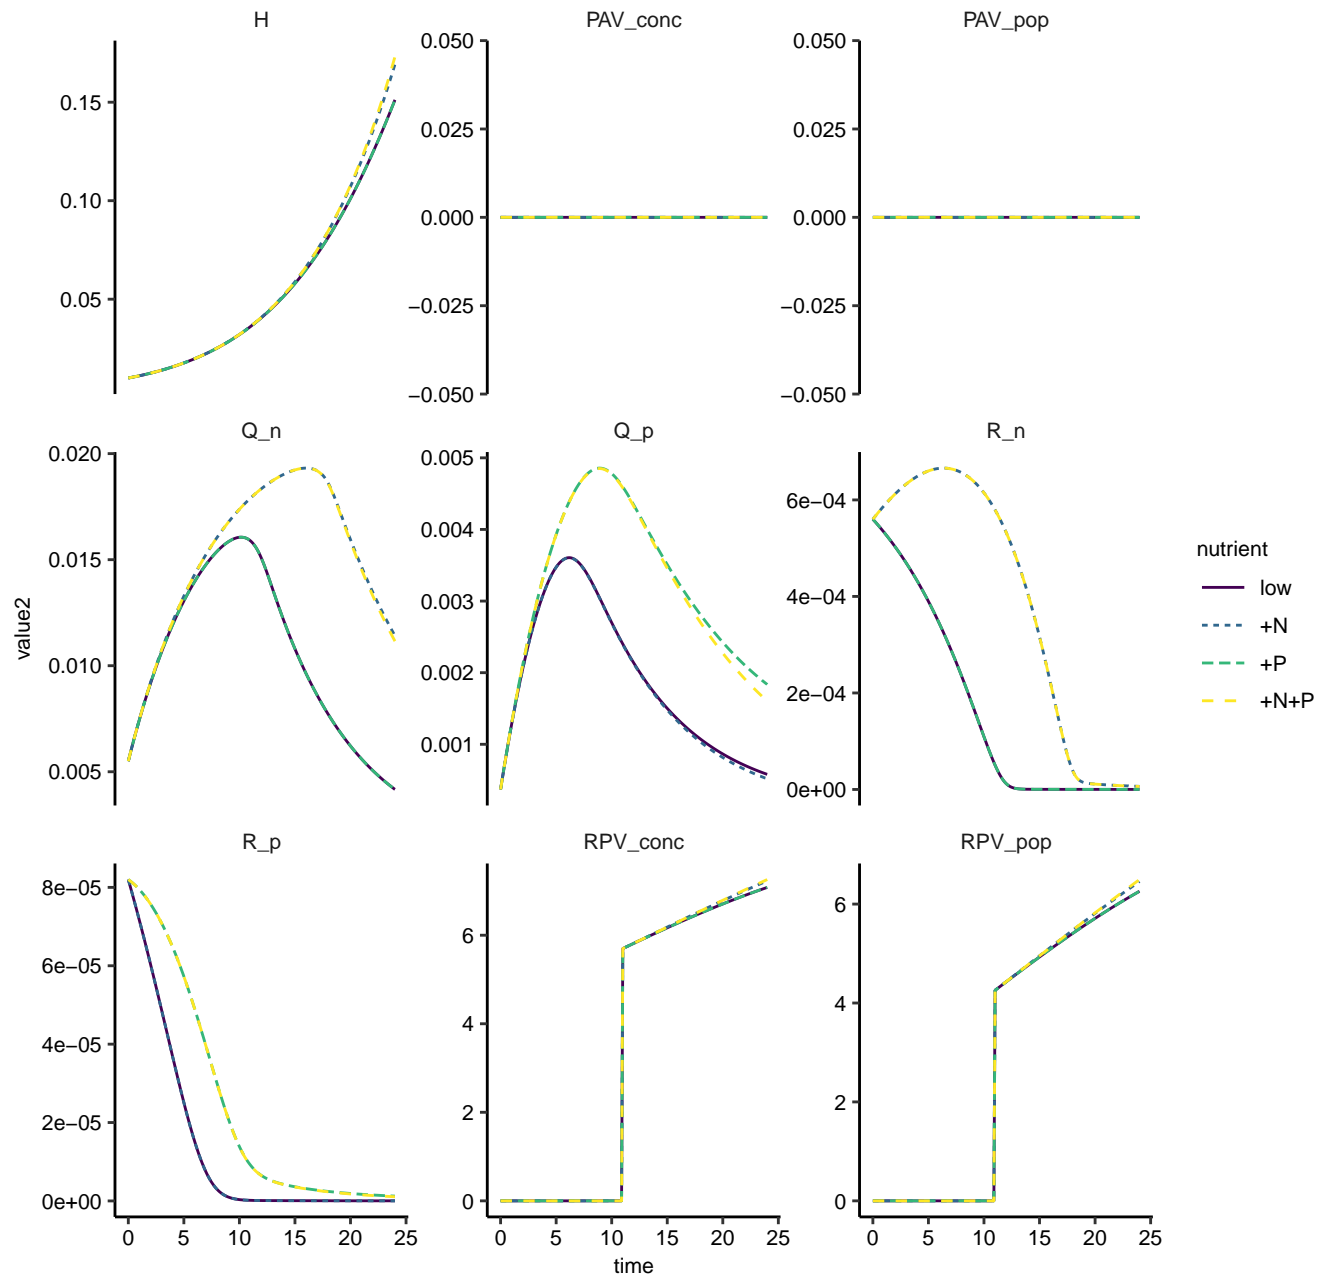 H
PAV_conc
PAV_pop
0.15
0.10
0.05
0.050
0.025
0.000
−0.025
−0.050
0.050
0.025
0.000
−0.025
−0.050
Q_n
Q_p
R_n
0.020
0.015
0.010
0.005
0.005
0.004
0.003
0.002
0.001
6e−04
4e−04
2e−04
0e+00
value2
R_p
RPV_conc
RPV_pop
8e−05
6e−05
4e−05
2e−05
0e+00
6
4
2
0
6
4
2
0
0 5 10 15 20 25
0 5 10 15 20 25
0 5 10 15 20 25
time
nutrient
low
+N
+P
+N+P